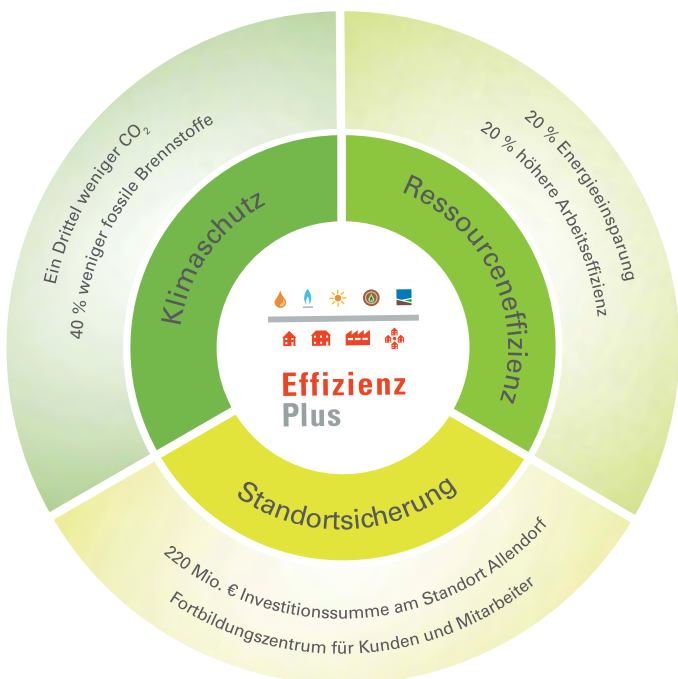 Ein Drittel weniger CO₂
40 % weniger fossile Brennstoffe
Klimaschutz
20 % Energieeinsparung
20 % höhere Arbeitseffizienz
Ressourceneffizienz
Effizienz
Plus
Standortsicherung
220 Mio. € Investitionssumme am Standort Allendorf
Fortbildungszentrum für Kunden und Mitarbeiter